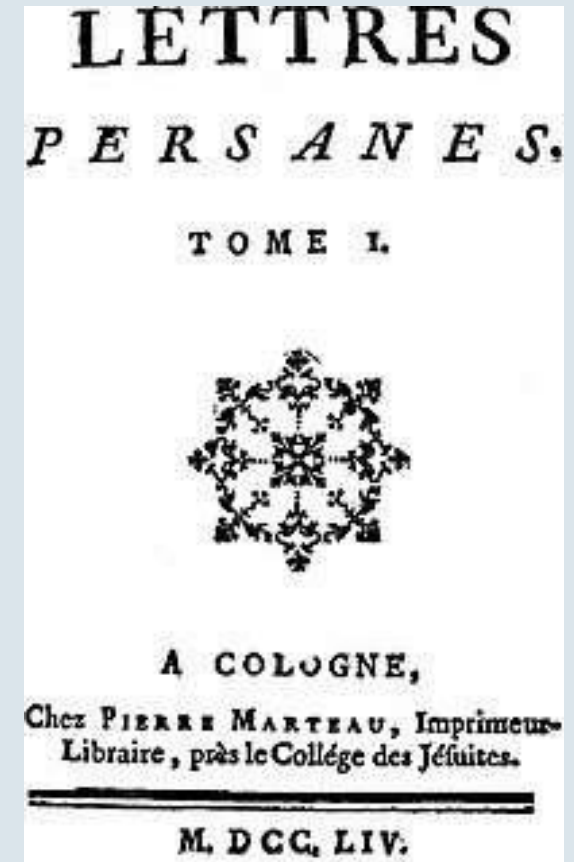 LETTRES
PERSANES.
TOME I.
A COLOGNE,
Chez PIERRE MARTEAU, Imprimeur-
Libraire, près le Collége des Jéſuites.
M. DCC. LIV.